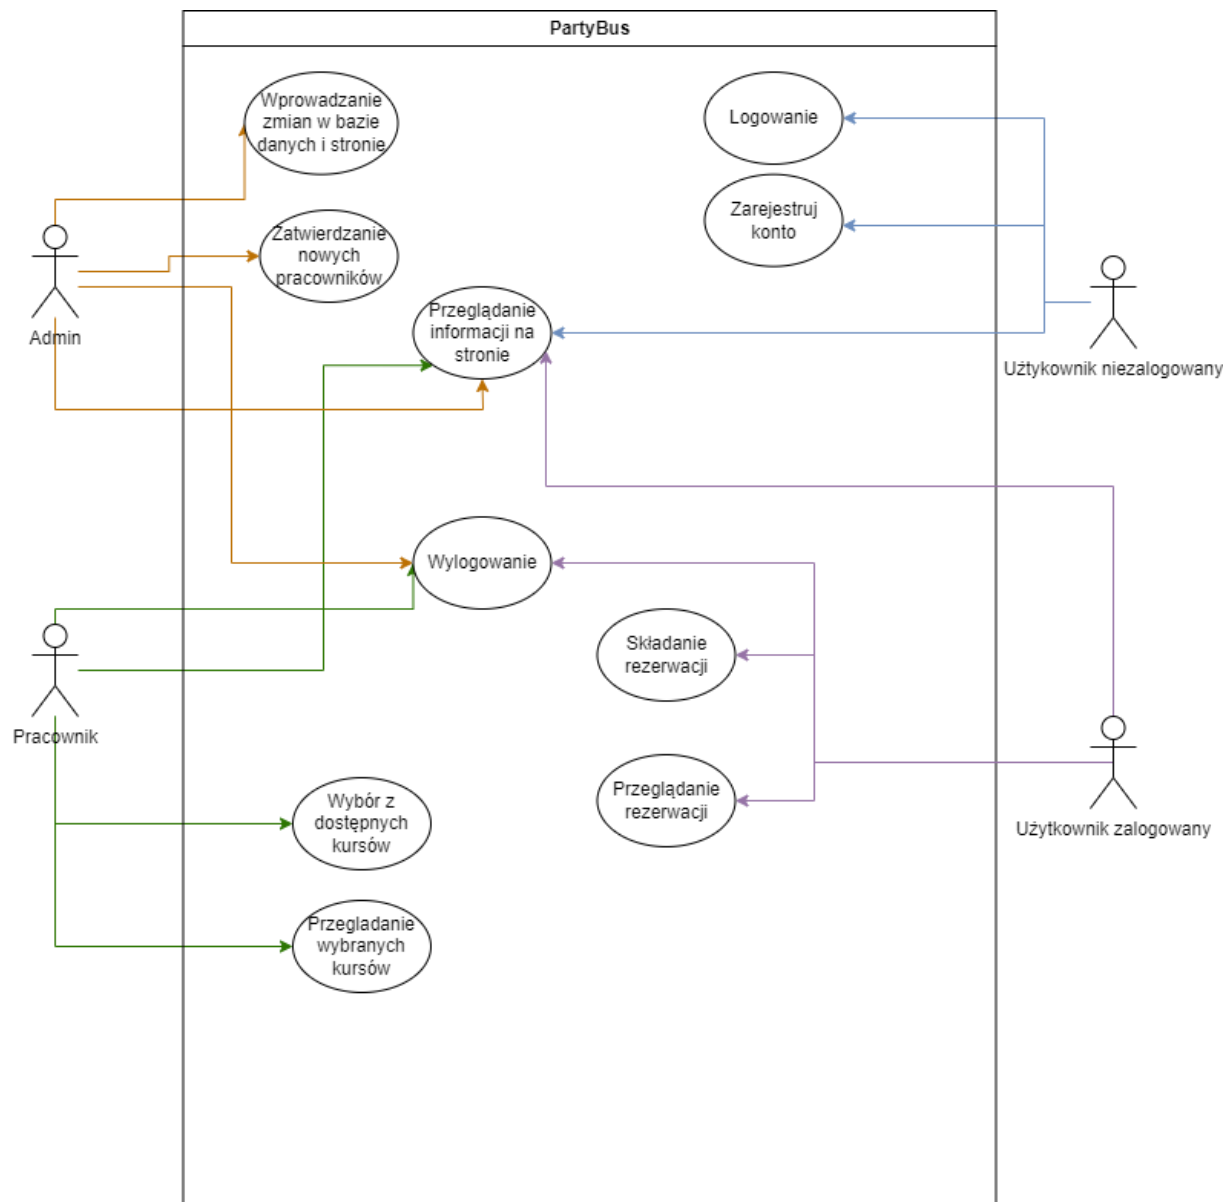 PartyBus
Wprowadzanie
zmian w bazie
danych i stronie
Logowanie
Zarejestruj
konto
Zatwierdzanie
nowych
pracowników
Admin
Przeglądanie
informacji na
stronie
Użtykownik niezalogowany
Wylogowanie
Składanie
rezerwacji
Pracownik
Przeglądanie
rezerwacji
Użytkownik zalogowany
Wybór z
dostępnych
kursów
Przegladanie
wybranych
kursów